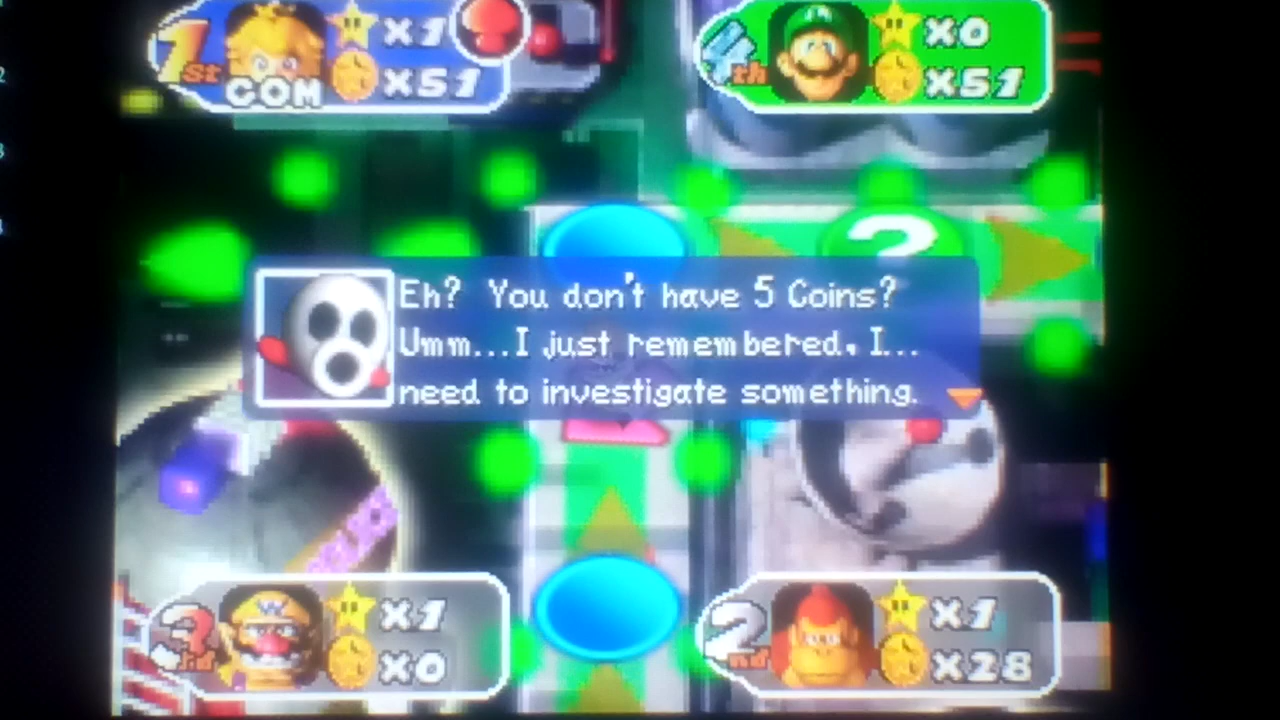 1st
COM
×1
×51
4th
×0
×51
?
Eh? You don't have 5 Coins?
Umm...I just remembered, I...
need to investigate something.
3rd
×1
×0
2nd
×1
×28